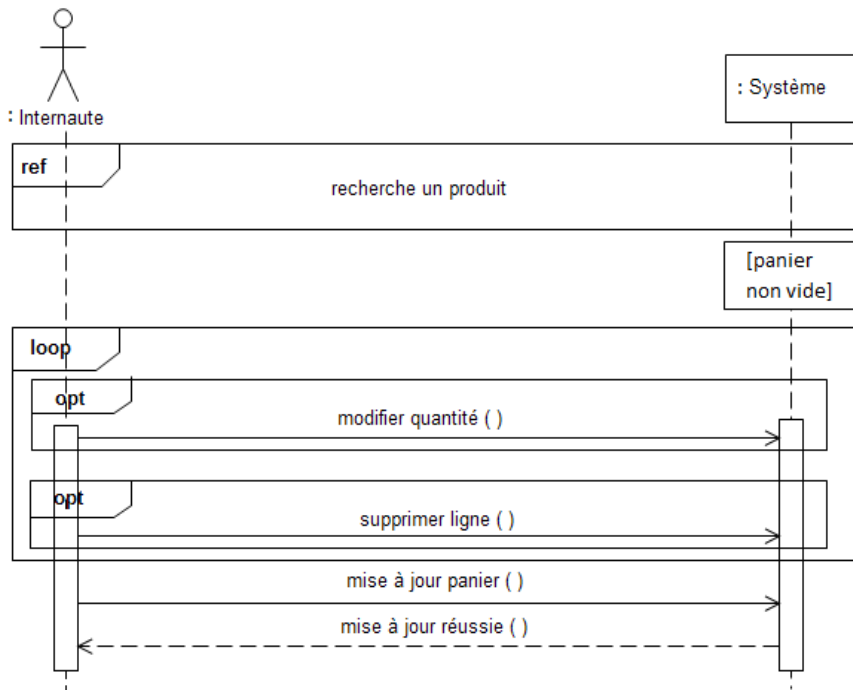 : Internaute
: Système
ref
recherche un produit
[panier
non vide]
loop
opt
modifier quantité ( )
opt
supprimer ligne ( )
mise à jour panier ( )
mise à jour réussie ( )